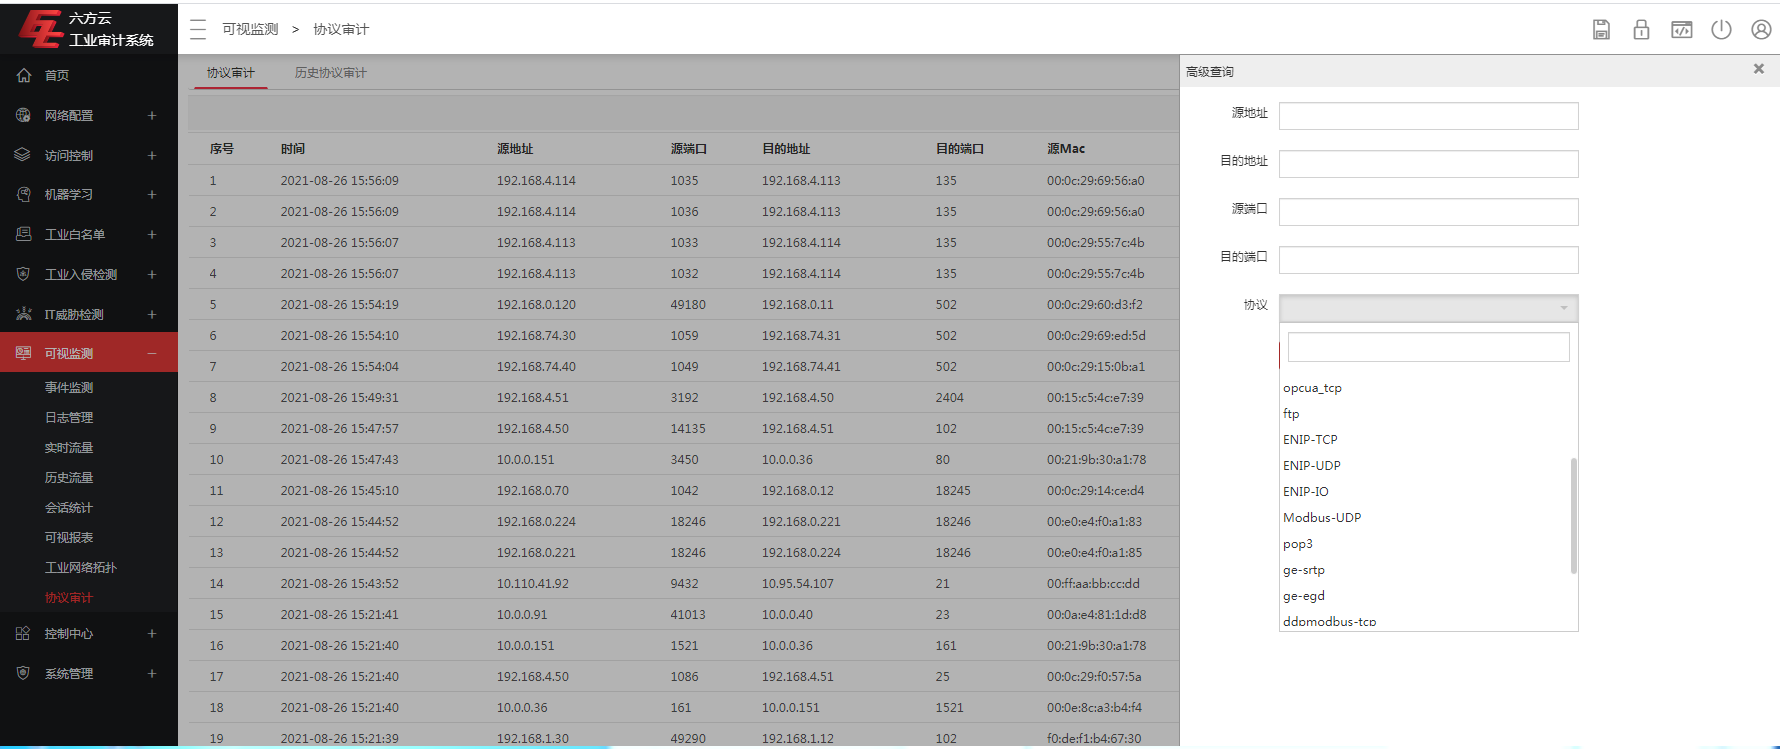 六方云
工业审计系统
可视监测 > 协议审计
首页
网络配置 +
访问控制 +
机器学习 +
工业白名单 +
工业入侵检测 +
IT威胁检测 +
可视监测 −
事件监测
日志管理
实时流量
历史流量
会话统计
可视报表
工业网络拓扑
协议审计
控制中心 +
系统管理 +
协议审计 历史协议审计
序号 时间 源地址 源端口 目的地址 目的端口 源Mac
1 2021-08-26 15:56:09 192.168.4.114 1035 192.168.4.113 135 00:0c:29:69:56:a0
2 2021-08-26 15:56:09 192.168.4.114 1036 192.168.4.113 135 00:0c:29:69:56:a0
3 2021-08-26 15:56:07 192.168.4.113 1033 192.168.4.114 135 00:0c:29:55:7c:4b
4 2021-08-26 15:56:07 192.168.4.113 1032 192.168.4.114 135 00:0c:29:55:7c:4b
5 2021-08-26 15:54:19 192.168.0.120 49180 192.168.0.11 502 00:0c:29:60:d3:f2
6 2021-08-26 15:54:10 192.168.74.30 1059 192.168.74.31 502 00:0c:29:69:ed:5d
7 2021-08-26 15:54:04 192.168.74.40 1049 192.168.74.41 502 00:0c:29:15:0b:a1
8 2021-08-26 15:49:31 192.168.4.51 3192 192.168.4.50 2404 00:15:c5:4c:e7:39
9 2021-08-26 15:47:57 192.168.4.50 14135 192.168.4.51 102 00:15:c5:4c:e7:39
10 2021-08-26 15:47:43 10.0.0.151 3450 10.0.0.36 80 00:21:9b:30:a1:78
11 2021-08-26 15:45:10 192.168.0.70 1042 192.168.0.12 18245 00:0c:29:14:ce:d4
12 2021-08-26 15:44:52 192.168.0.224 18246 192.168.0.221 18246 00:e0:e4:f0:a1:83
13 2021-08-26 15:44:52 192.168.0.221 18246 192.168.0.224 18246 00:e0:e4:f0:a1:85
14 2021-08-26 15:43:52 10.110.41.92 9432 10.95.54.107 21 00:ff:aa:bb:cc:dd
15 2021-08-26 15:21:41 10.0.0.91 41013 10.0.0.40 23 00:0a:e4:81:1d:d8
16 2021-08-26 15:21:40 10.0.0.151 1521 10.0.0.36 161 00:21:9b:30:a1:78
17 2021-08-26 15:21:40 192.168.4.50 1086 192.168.4.51 25 00:0c:29:f0:57:5a
18 2021-08-26 15:21:40 10.0.0.36 161 10.0.0.151 1521 00:0e:8c:a3:b4:f4
19 2021-08-26 15:21:39 192.168.1.30 49290 192.168.1.12 102 f0:de:f1:b4:67:30
高级查询
源地址
目的地址
源端口
目的端口
协议
opcua_tcp
ftp
ENIP-TCP
ENIP-UDP
ENIP-IO
Modbus-UDP
pop3
ge-srtp
ge-egd
ddpmodbus-tcp